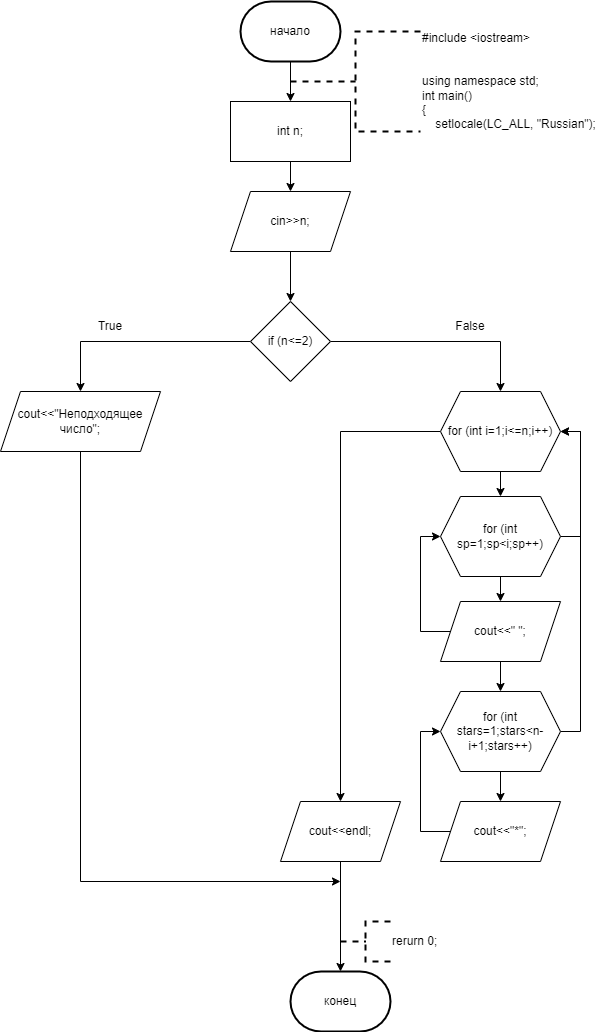 начало
#include <iostream>
using namespace std;
int main()
{
setlocale(LC_ALL, "Russian");
int n;
cin>>n;
if (n<=2)
True
False
cout<<"Неподходящее
число";
for (int i=1;i<=n;i++)
for (int
sp=1;sp<i;sp++)
cout<<" ";
for (int
stars=1;stars<n-
i+1;stars++)
cout<<endl;
cout<<"*";
rerurn 0;
конец